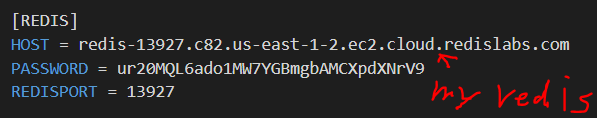 [REDIS]
HOST = redis-13927.c82.us-east-1-2.ec2.cloud.redislabs.com
PASSWORD = ur20MQL6ado1MW7YGBmgbAMCXpdXNrV9
REDISPORT = 13927
my redis